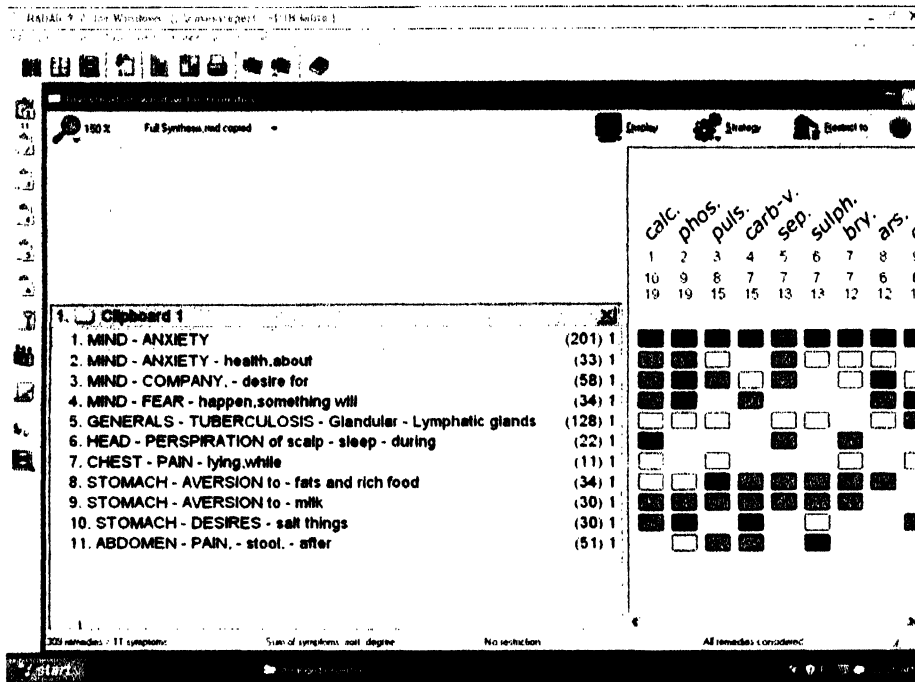 150 %
Full Synthesis,red copied
Display
Strategy
Restrict to
calc. phos. puls. carb-v. sep. sulph. bry. ars.
1 2 3 4 5 6 7 8 9
10 9 8 7 7 7 7 6
19 19 15 15 13 13 12 12
1. Clipboard 1
1. MIND - ANXIETY (201) 1
2. MIND - ANXIETY - health,about (33) 1
3. MIND - COMPANY, - desire for (58) 1
4. MIND - FEAR - happen,something will (34) 1
5. GENERALS - TUBERCULOSIS - Glandular - Lymphatic glands (128) 1
6. HEAD - PERSPIRATION of scalp - sleep - during (22) 1
7. CHEST - PAIN - lying,while (11) 1
8. STOMACH - AVERSION to - fats and rich food (34) 1
9. STOMACH - AVERSION to - milk (30) 1
10. STOMACH - DESIRES - salt things (30) 1
11. ABDOMEN - PAIN, - stool, - after (51) 1
309 remedies / 11 symptoms
Sum of symptoms, sort: degree
No restriction
All remedies considered
start